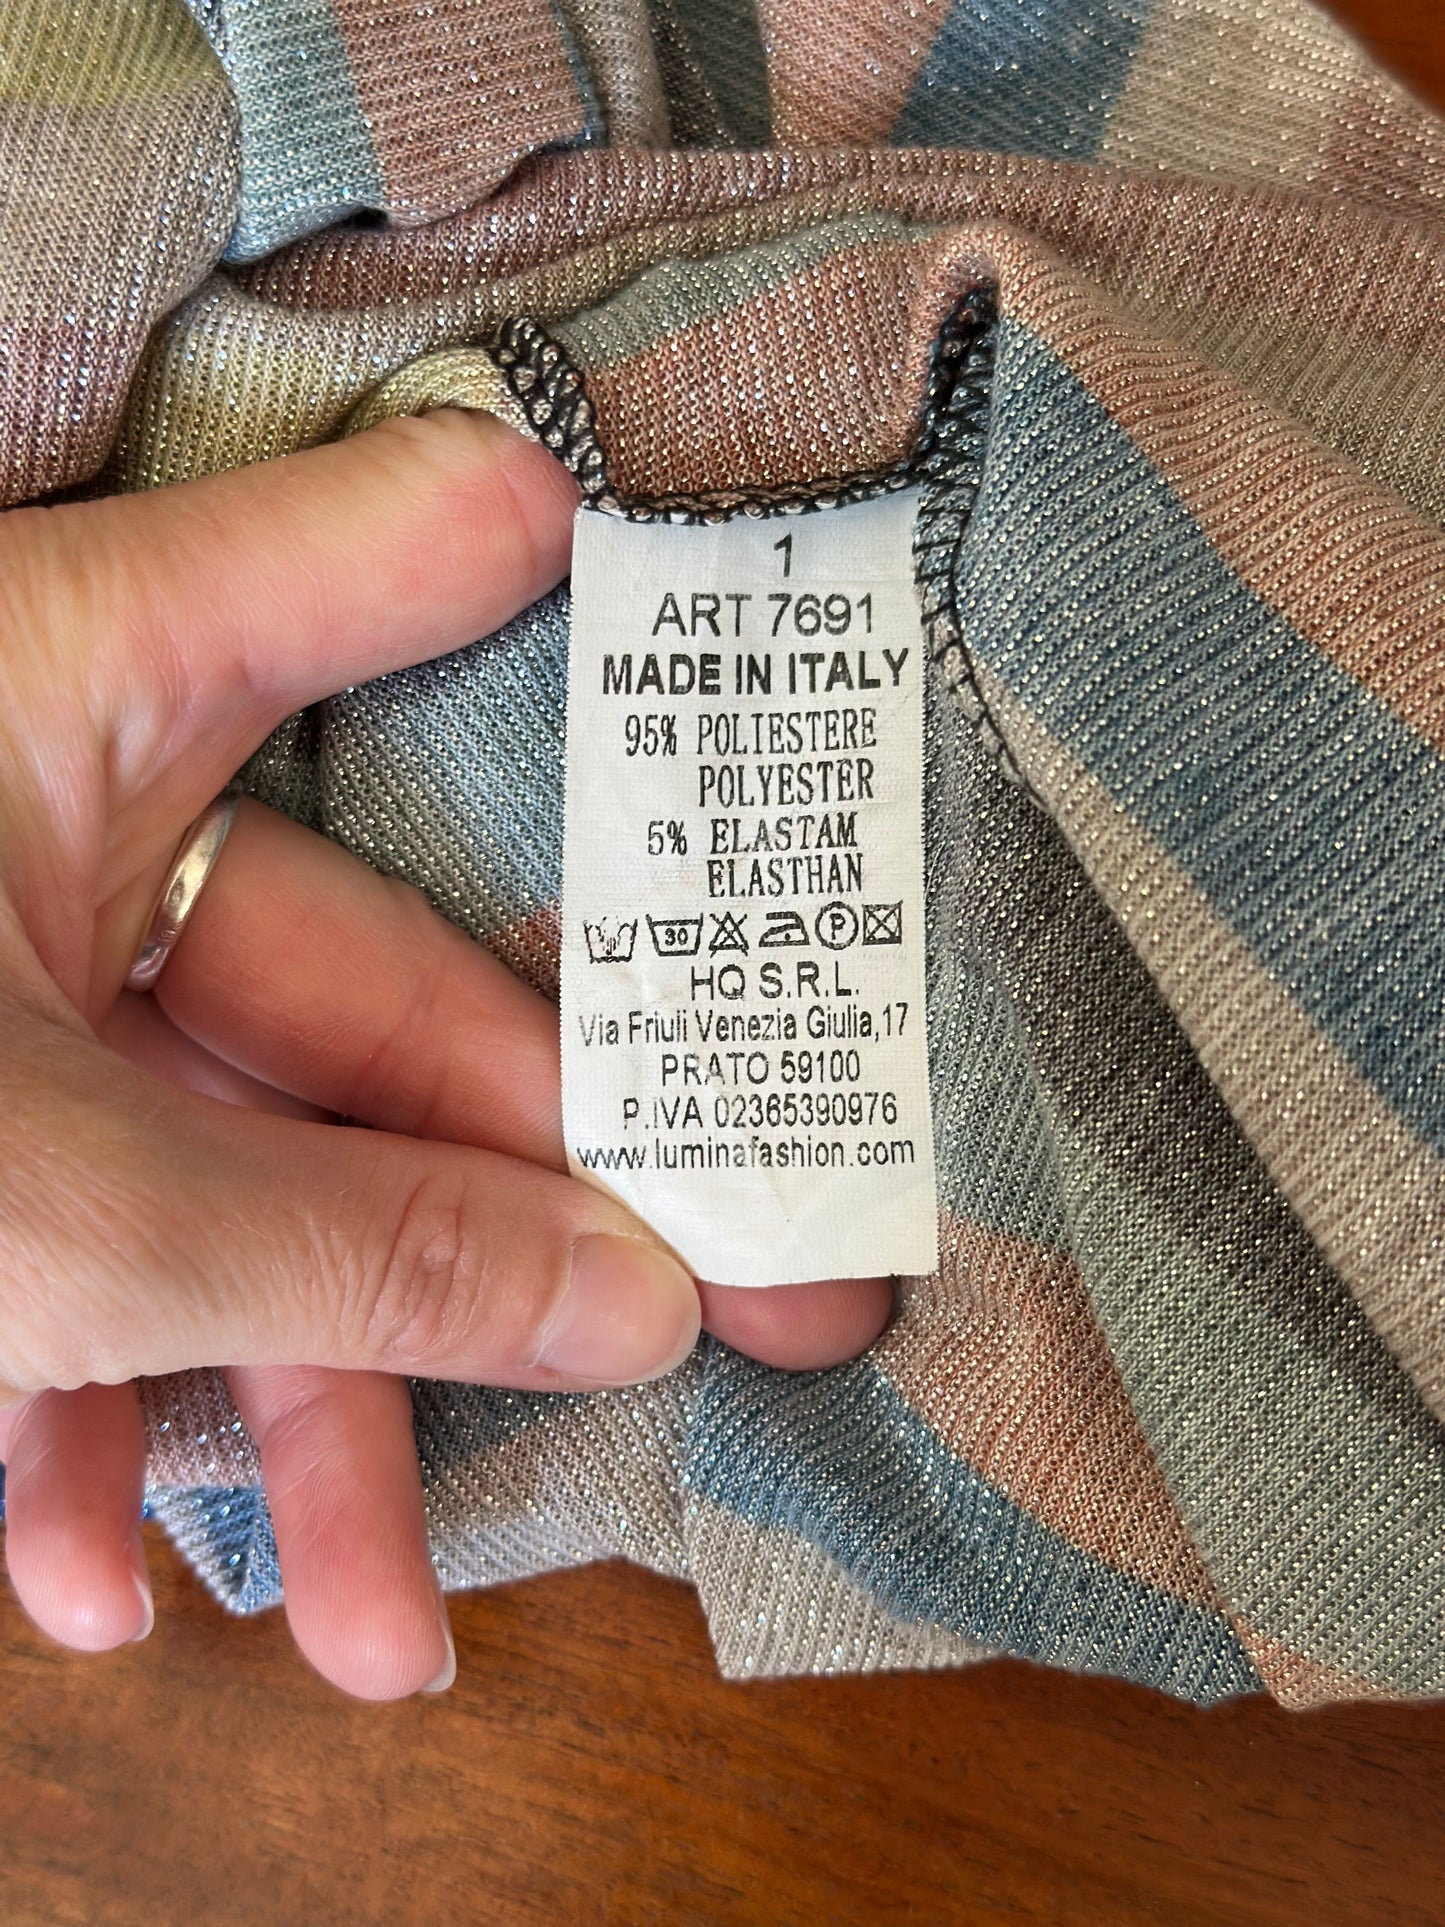 1
ART 7691
MADE IN ITALY
95% POLIESTERE
POLYESTER
5% ELASTAM
ELASTHAN
30 P
HQ S.R.L.
Via Friuli Venezia Giulia,17
PRATO 59100
P.IVA 02365390976
www.luminafashion.com